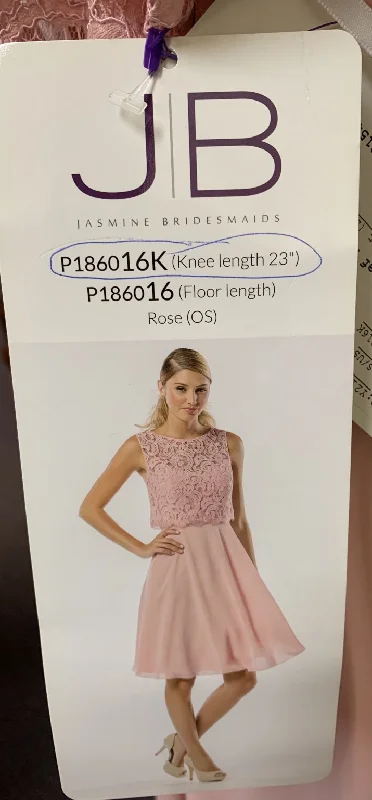 JB
JASMINE BRIDESMAIDS
P186016K (Knee length 23")
P186016 (Floor length)
Rose (OS)